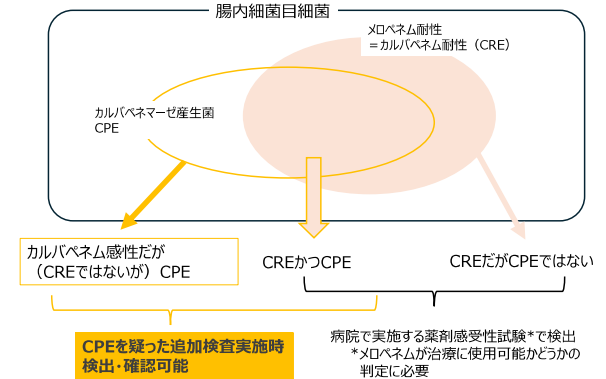 腸内細菌目細菌
メロペネム耐性
＝カルバペネム耐性（CRE）
カルバペネマーゼ産生菌
CPE
カルバペネム感性だが
（CREではないが）CPE
CREかつCPE
CREだがCPEではない
CPEを疑った追加検査実施時
検出・確認可能
病院で実施する薬剤感受性試験*で検出
*メロペネムが治療に使用可能かどうかの
判定に必要